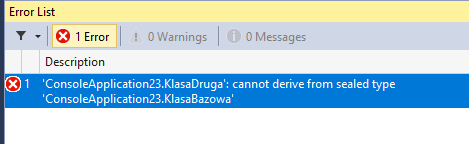 Error List
1 Error
! 0 Warnings
i 0 Messages
Description
1 'ConsoleApplication23.KlasaDruga': cannot derive from sealed type
'ConsoleApplication23.KlasaBazowa'